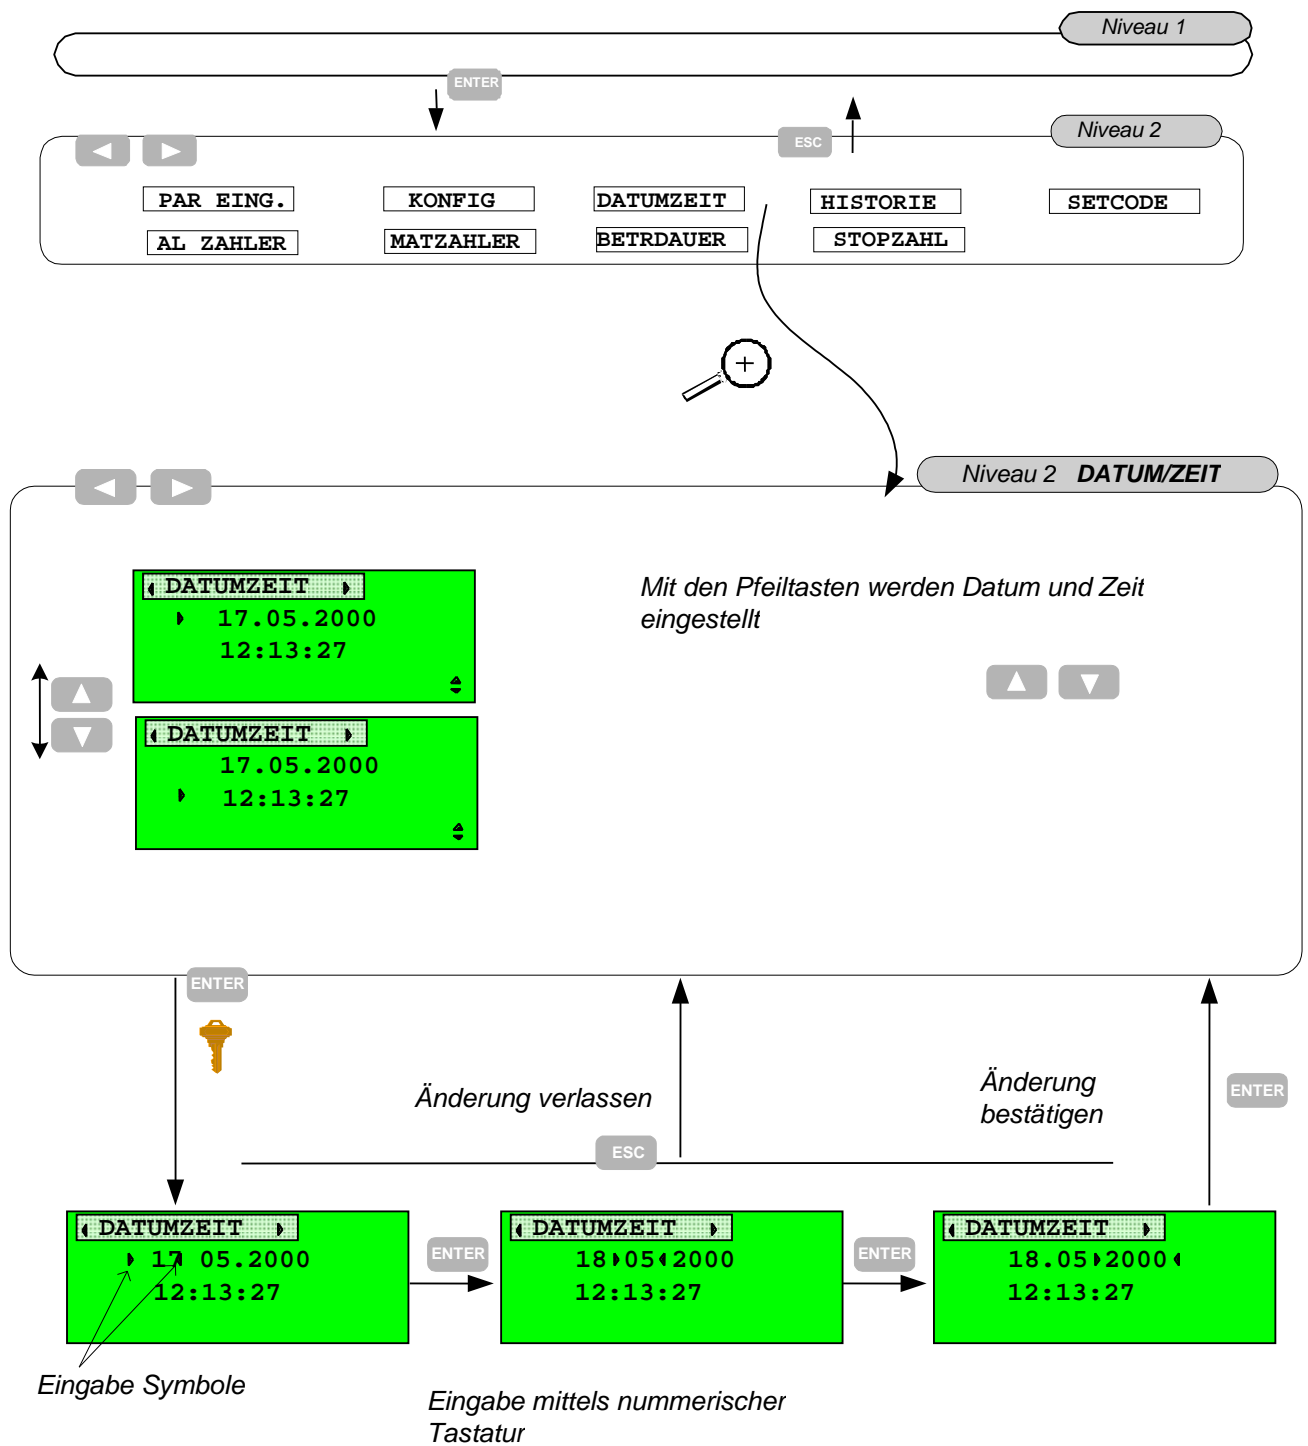 Niveau 1
ENTER
Niveau 2
ESC
PAR EING. KONFIG DATUMZEIT HISTORIE SETCODE
AL ZAHLER MATZAHLER BETRDAUER STOPZAHL
Niveau 2 DATUM/ZEIT
DATUMZEIT
17.05.2000
12:13:27
Mit den Pfeiltasten werden Datum und Zeit
eingestellt
DATUMZEIT
17.05.2000
12:13:27
ENTER
Änderung verlassen
Änderung
bestätigen
ENTER
ESC
DATUMZEIT
17 05.2000
12:13:27
ENTER
DATUMZEIT
18 05 2000
12:13:27
ENTER
DATUMZEIT
18.05 2000
12:13:27
Eingabe Symbole
Eingabe mittels nummerischer
Tastatur